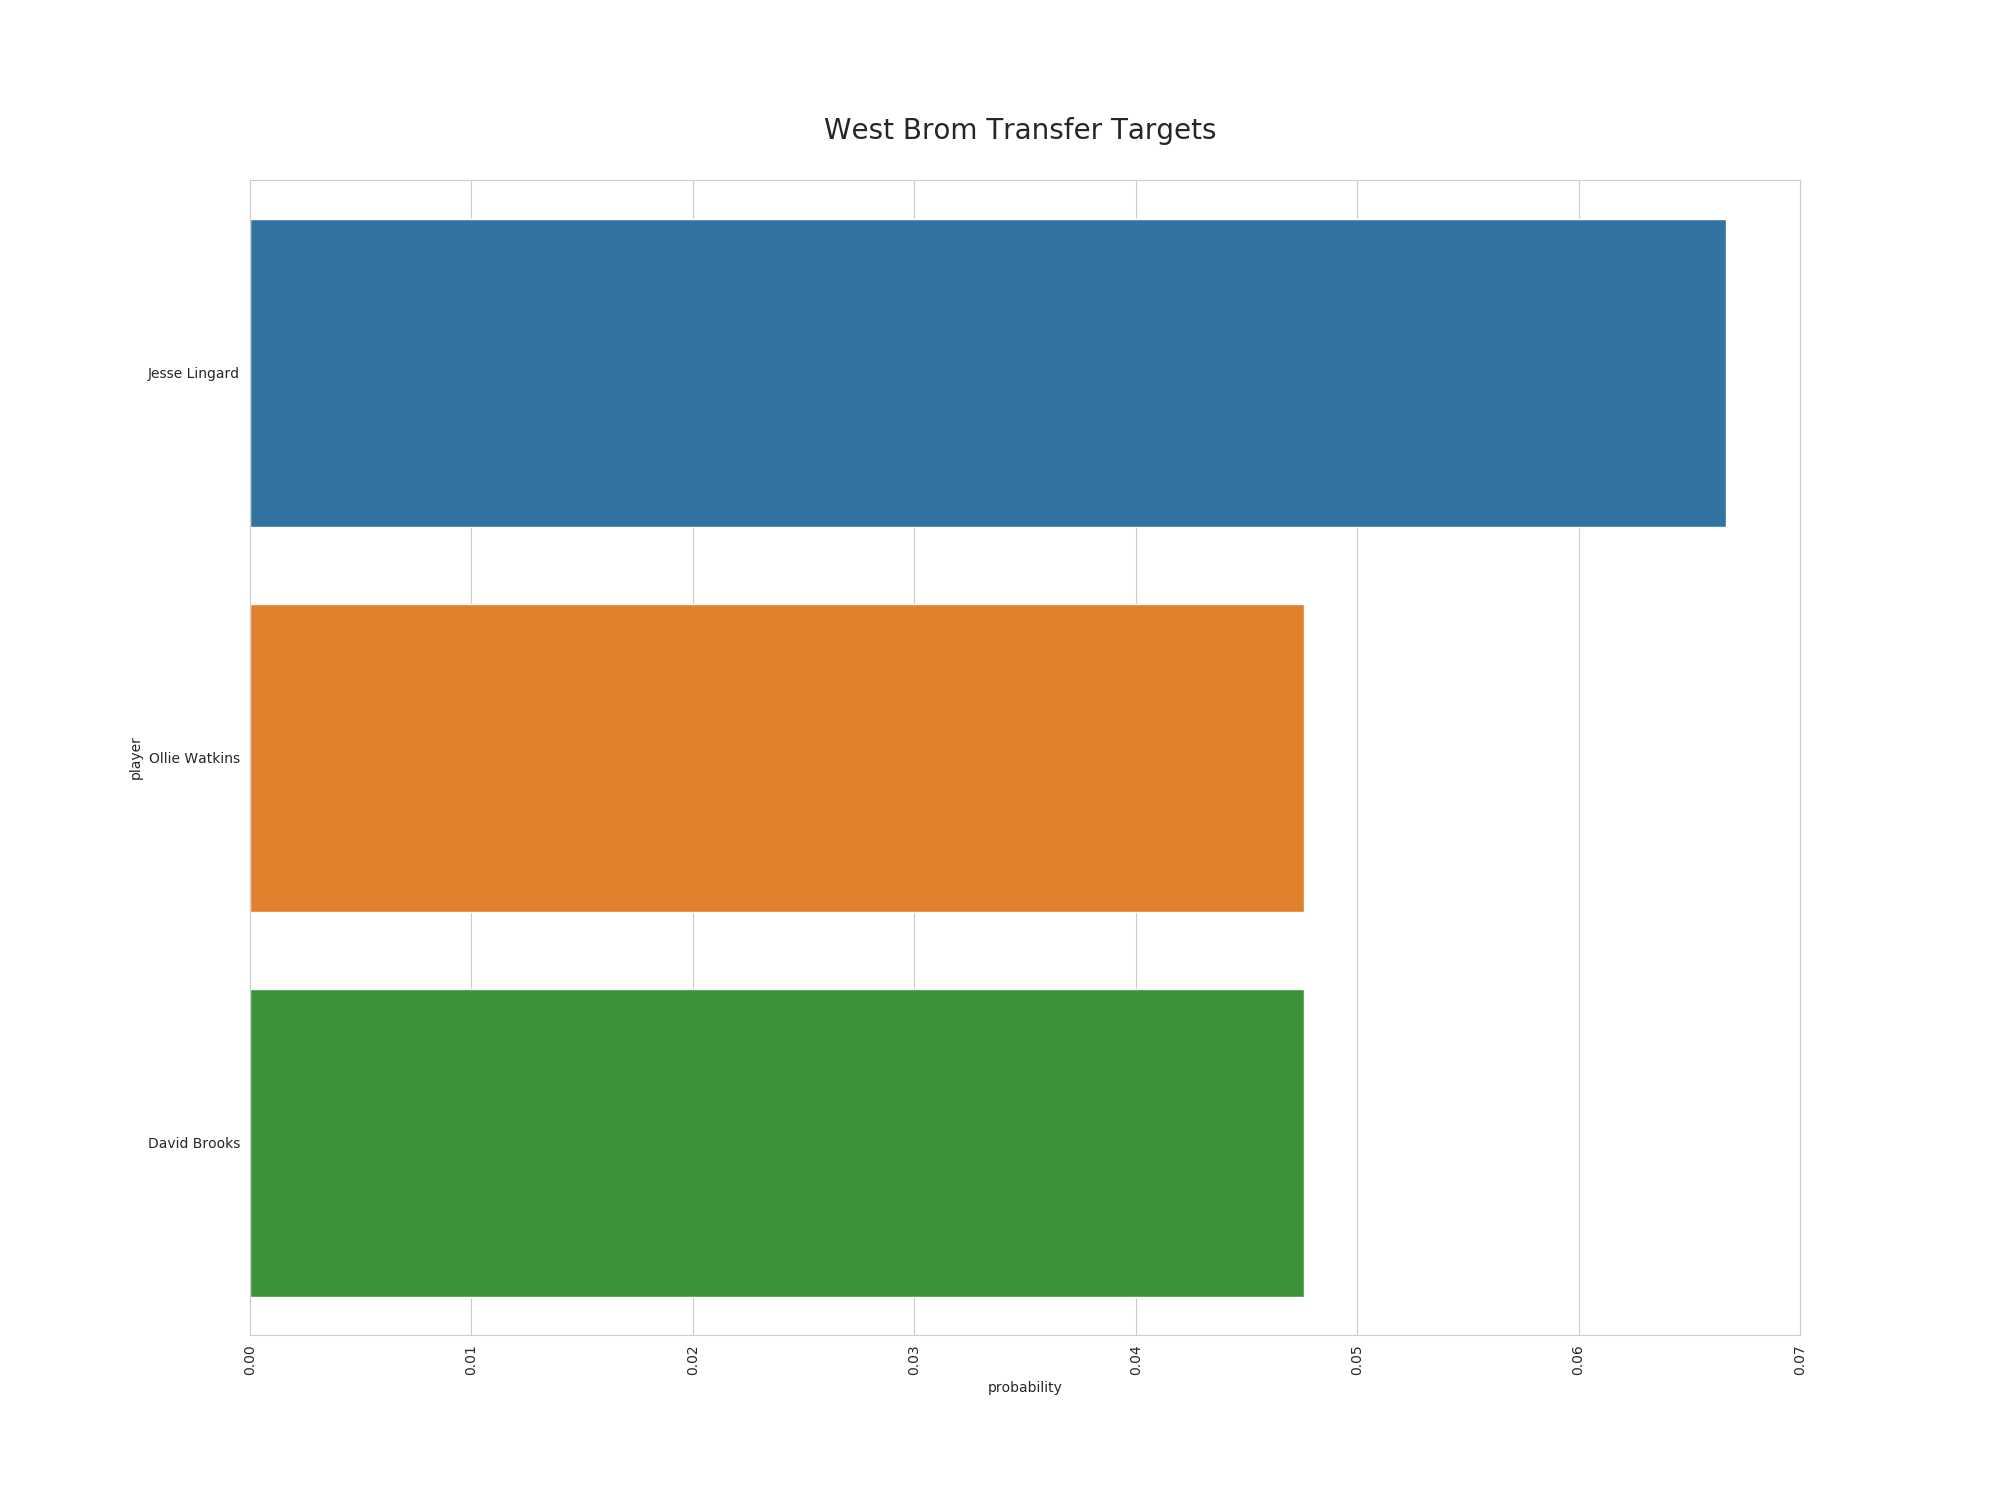 West Brom Transfer Targets
Jesse Lingard
Ollie Watkins
David Brooks
player
0.00
0.01
0.02
0.03
0.04
0.05
0.06
0.07
probability